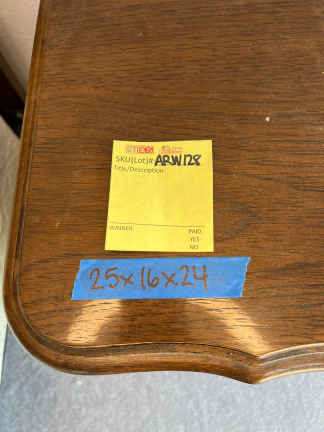 SKU(Lot)# ARW128
Title/Description
WINNER
PAID
YES
NO
25x16x24